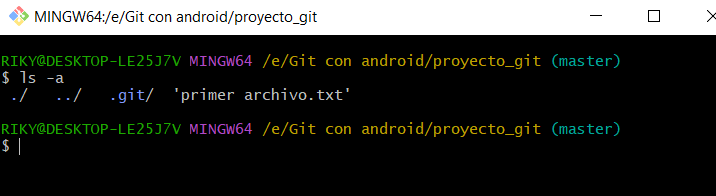 MINGW64:/e/Git con android/proyecto_git
RIKY@DESKTOP-LE25J7V MINGW64 /e/Git con android/proyecto_git (master)
$ ls -a
./ ../ .git/ 'primer archivo.txt'
RIKY@DESKTOP-LE25J7V MINGW64 /e/Git con android/proyecto_git (master)
$